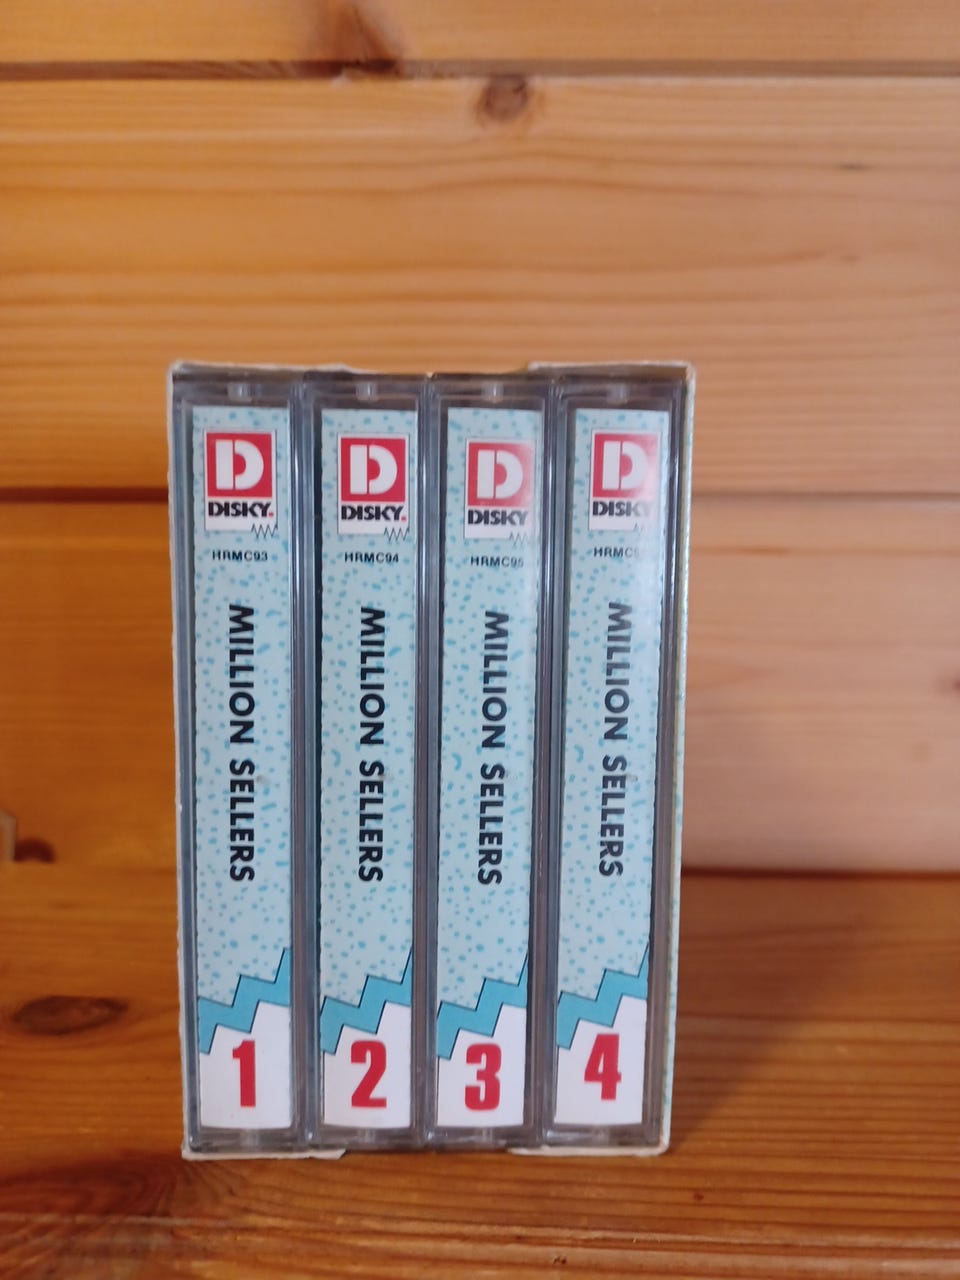 D
DISKY.
HRMC93
MILLION SELLERS
1
D
DISKY.
HRMC94
MILLION SELLERS
2
D
DISKY
HRMC95
MILLION SELLERS
3
D
DISKY
MILLION SELLERS
4